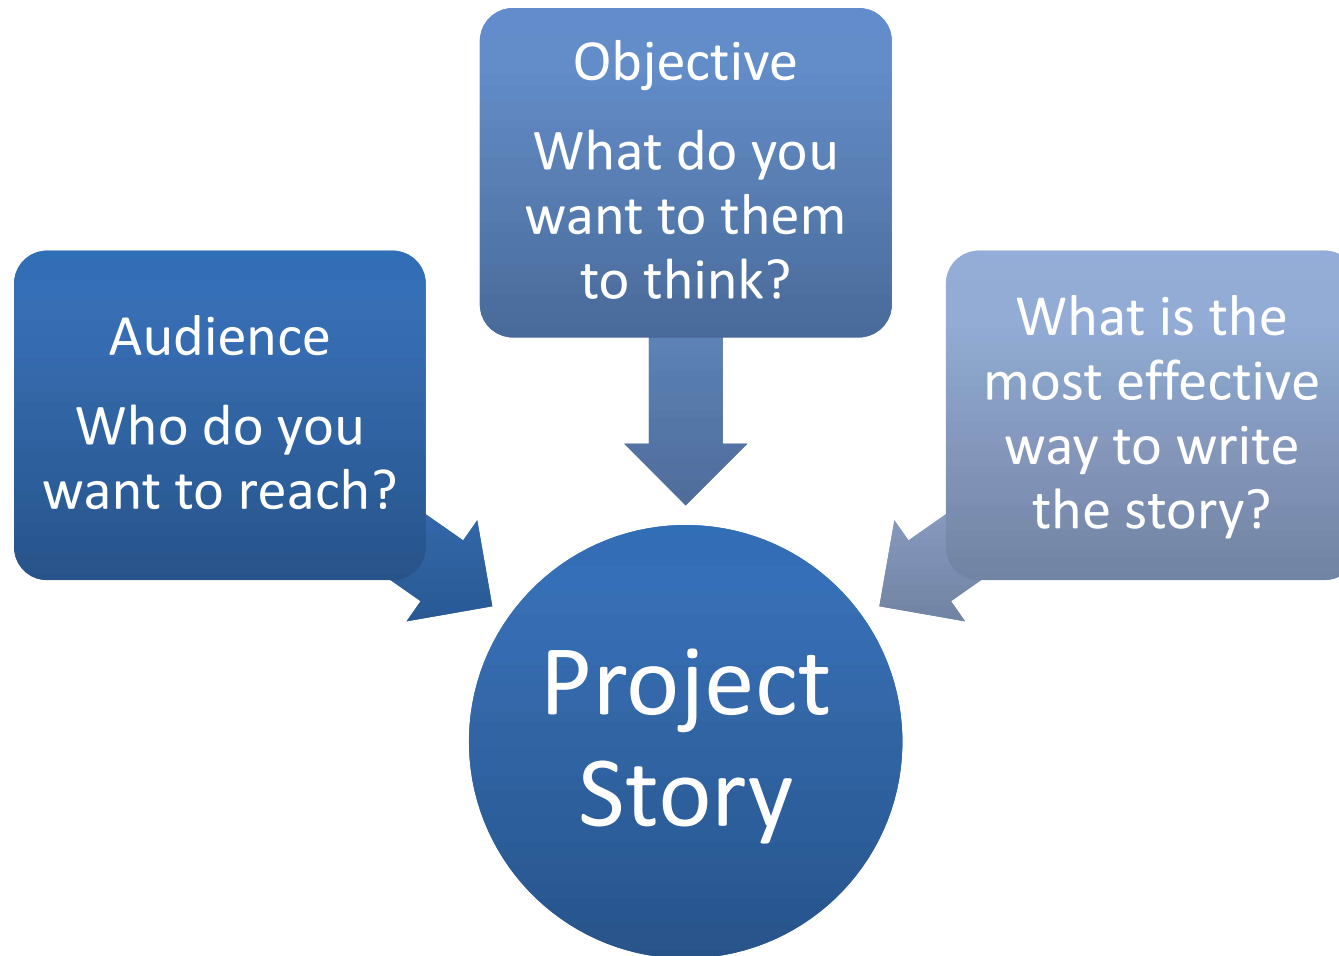 Objective
What do you
want to them
to think?
Audience
Who do you
want to reach?
What is the
most effective
way to write
the story?
Project
Story